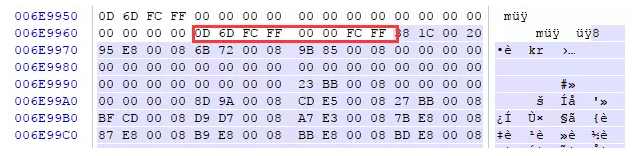 006E9950 0D 6D FC FF 00 00 00 00 00 00 00 00 00 00 00 00 müÿ
006E9960 00 00 00 00 0D 6D FC FF 00 00 FC FF 38 1C 00 20 müÿ üÿ8
006E9970 95 E8 00 08 6B 72 00 08 9B 85 00 08 00 00 00 00 •è kr ›…
006E9980 00 00 00 00 00 00 00 00 00 00 00 00 00 00 00 00
006E9990 00 00 00 00 00 00 00 00 23 BB 00 08 00 00 00 00 #»
006E99A0 00 00 00 00 8D 9A 00 08 CD E5 00 08 27 BB 00 08 š Íå '»
006E99B0 BF CD 00 08 D9 D7 00 08 A7 E3 00 08 7B E8 00 08 ¿Í Ù× §ã {è
006E99C0 87 E8 00 08 B9 E8 00 08 BB E8 00 08 BD E8 00 08 ‡è ¹è »è ½è